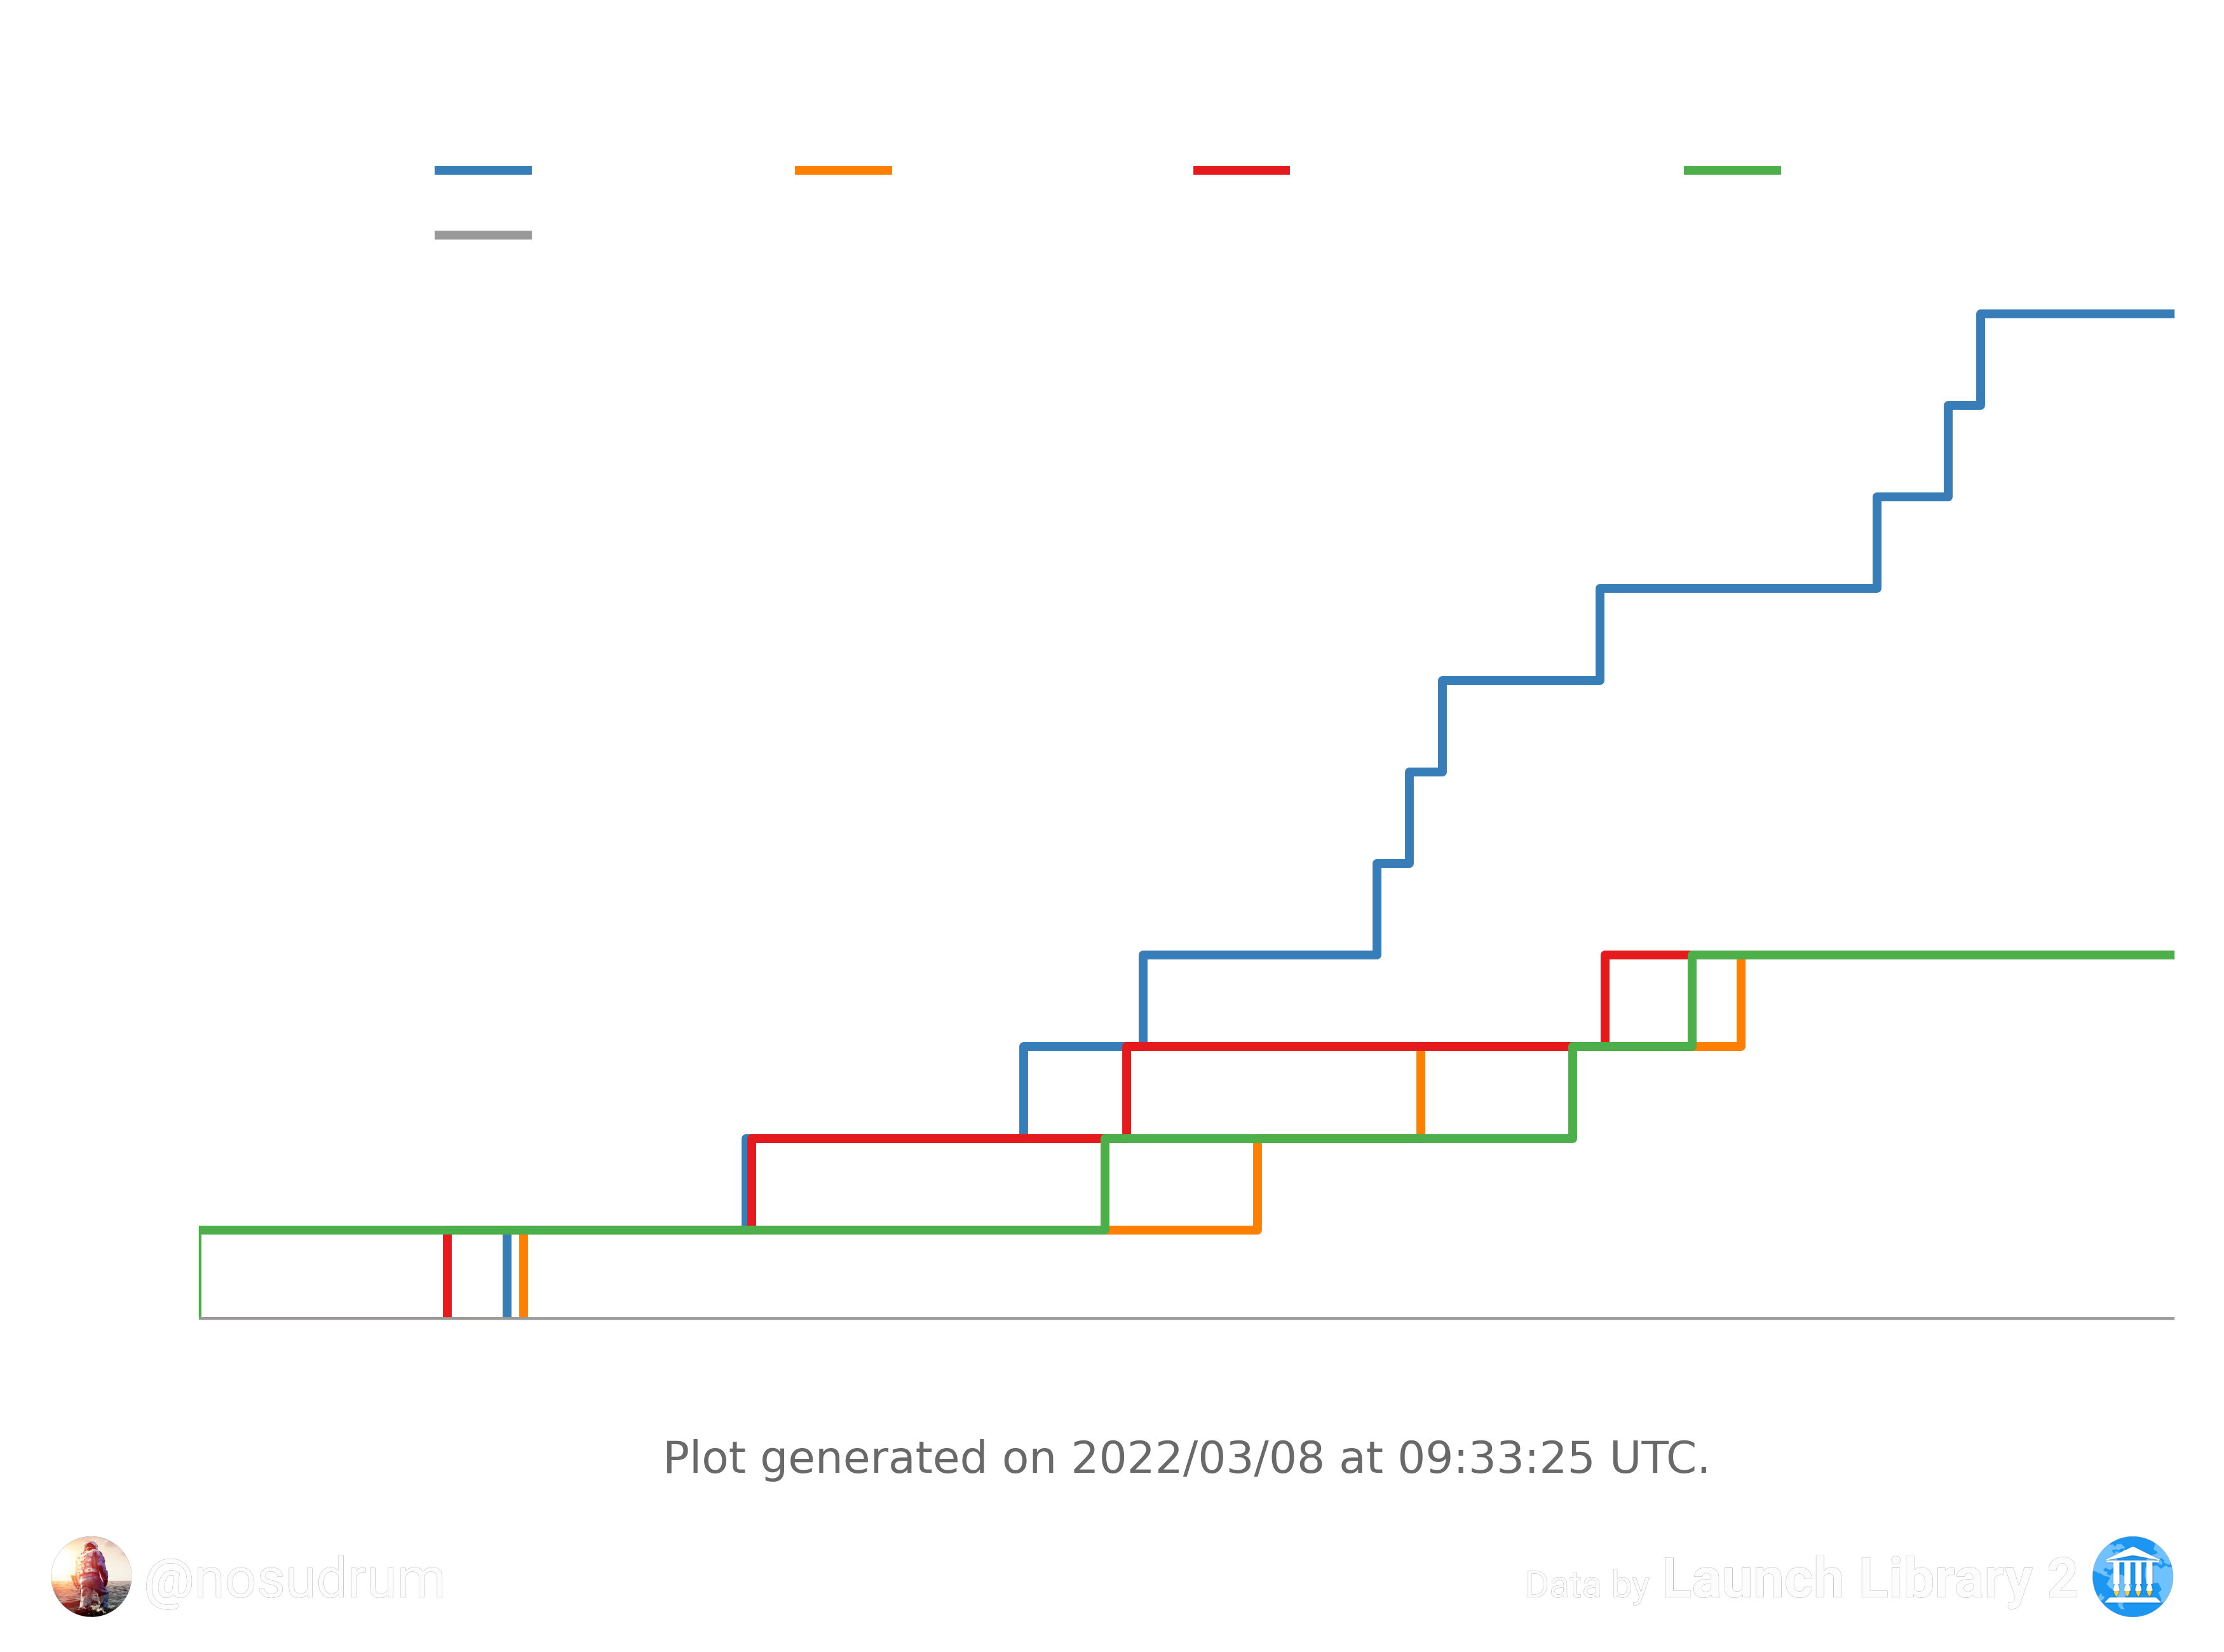 Plot generated on 2022/03/08 at 09:33:25 UTC.
@nosudrum
Data by Launch Library 2